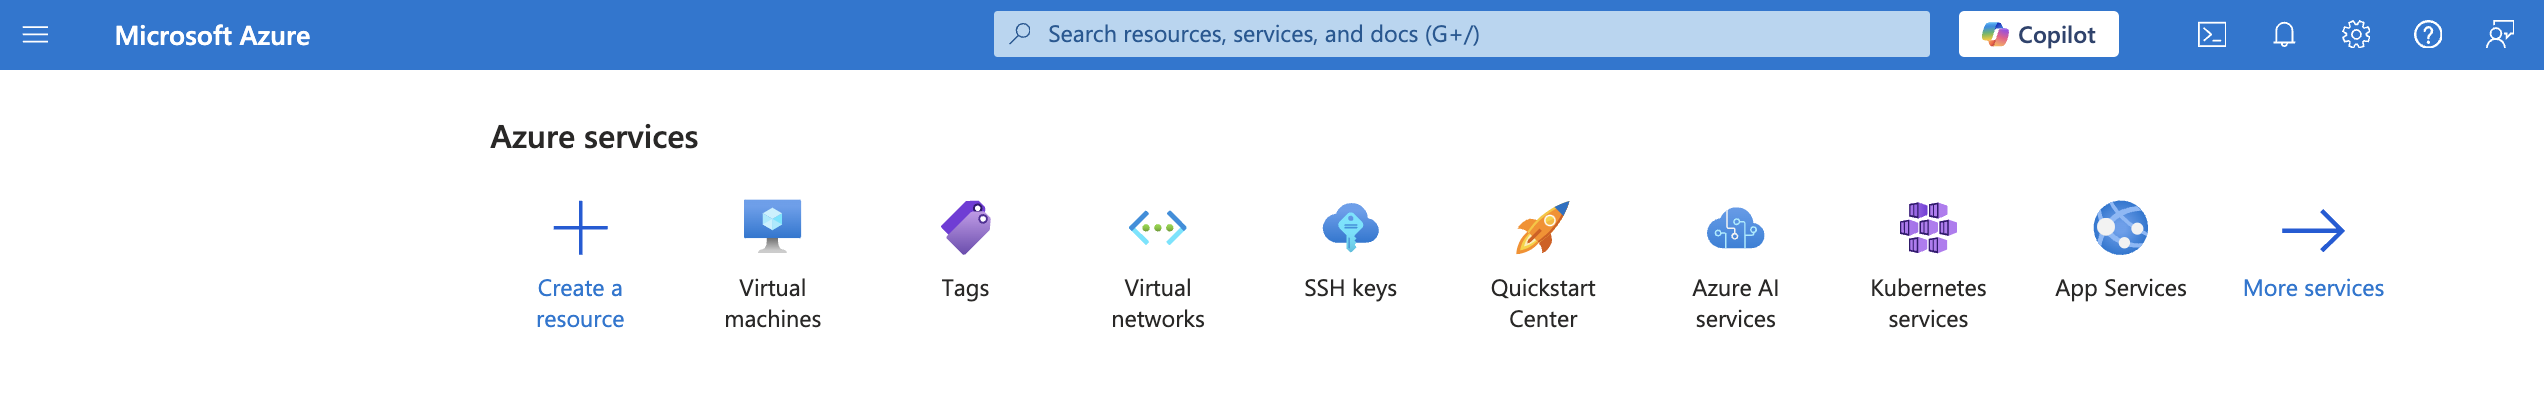 Microsoft Azure
Search resources, services, and docs (G+/)
Copilot
Azure services
Create a
resource
Virtual
machines
Tags
Virtual
networks
SSH keys
Quickstart
Center
Azure AI
services
Kubernetes
services
App Services
More services